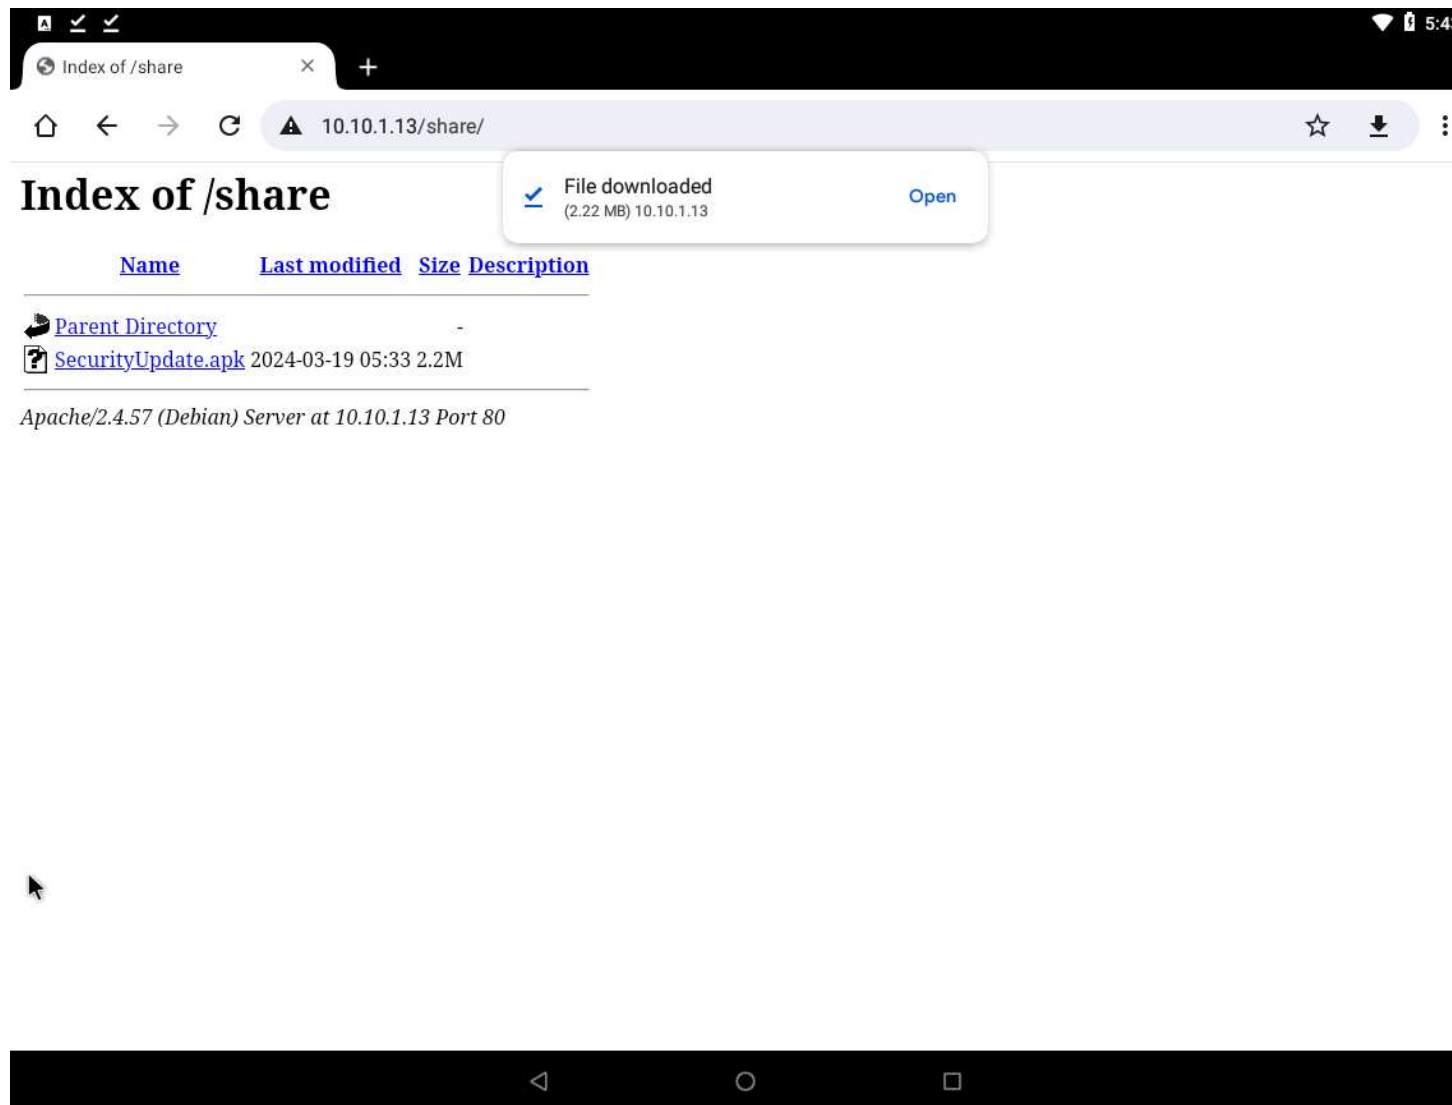 5:43
Index of /share
10.10.1.13/share/
Index of /share
File downloaded
(2.22 MB) 10.10.1.13
Open
Name Last modified Size Description
Parent Directory -
SecurityUpdate.apk 2024-03-19 05:33 2.2M
Apache/2.4.57 (Debian) Server at 10.10.1.13 Port 80